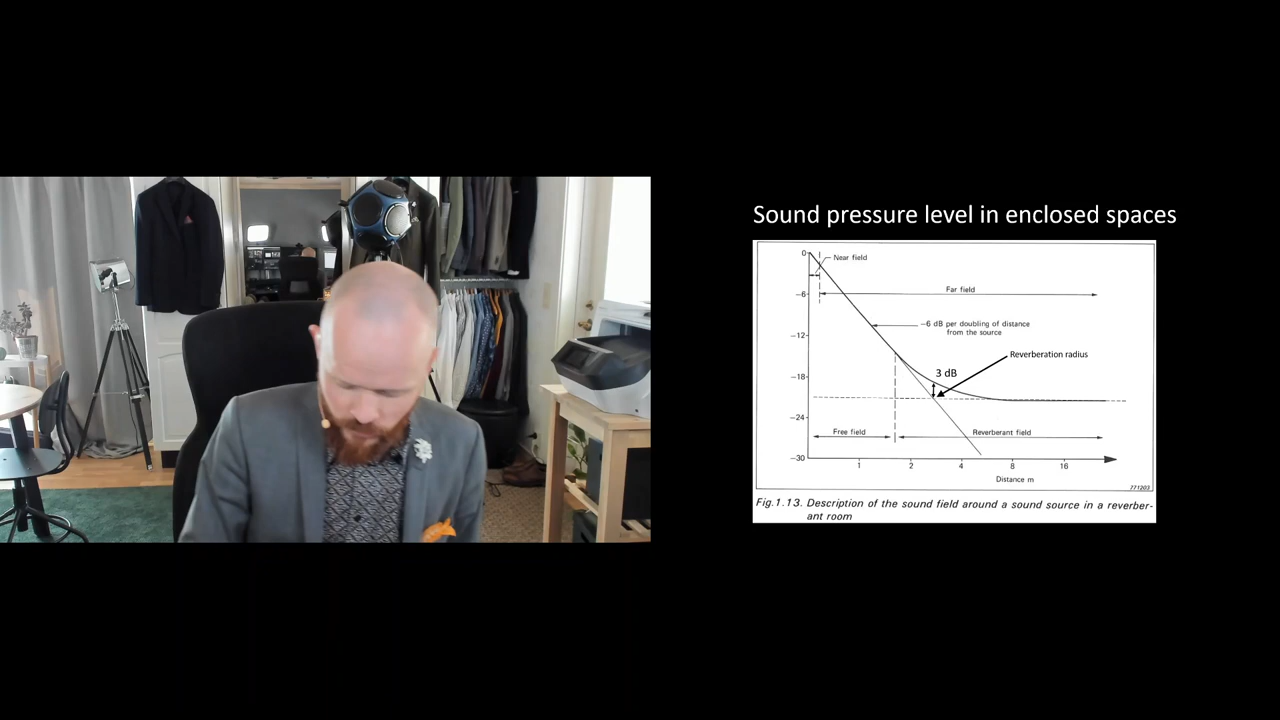 Sound pressure level in enclosed spaces
0
Near field
Far field
−6
−6 dB per doubling of distance
from the source
−12
Reverberation radius
3 dB
−18
−24
Free field
Reverberant field
−30
1 2 4 8 16
Distance m
771203
Fig.1.13. Description of the sound field around a sound source in a reverber-
ant room